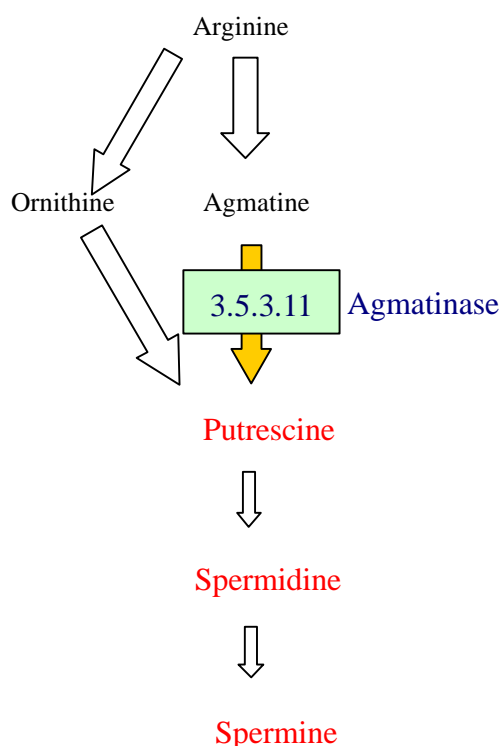 Arginine
Ornithine Agmatine
3.5.3.11 Agmatinase
Putrescine
Spermidine
Spermine